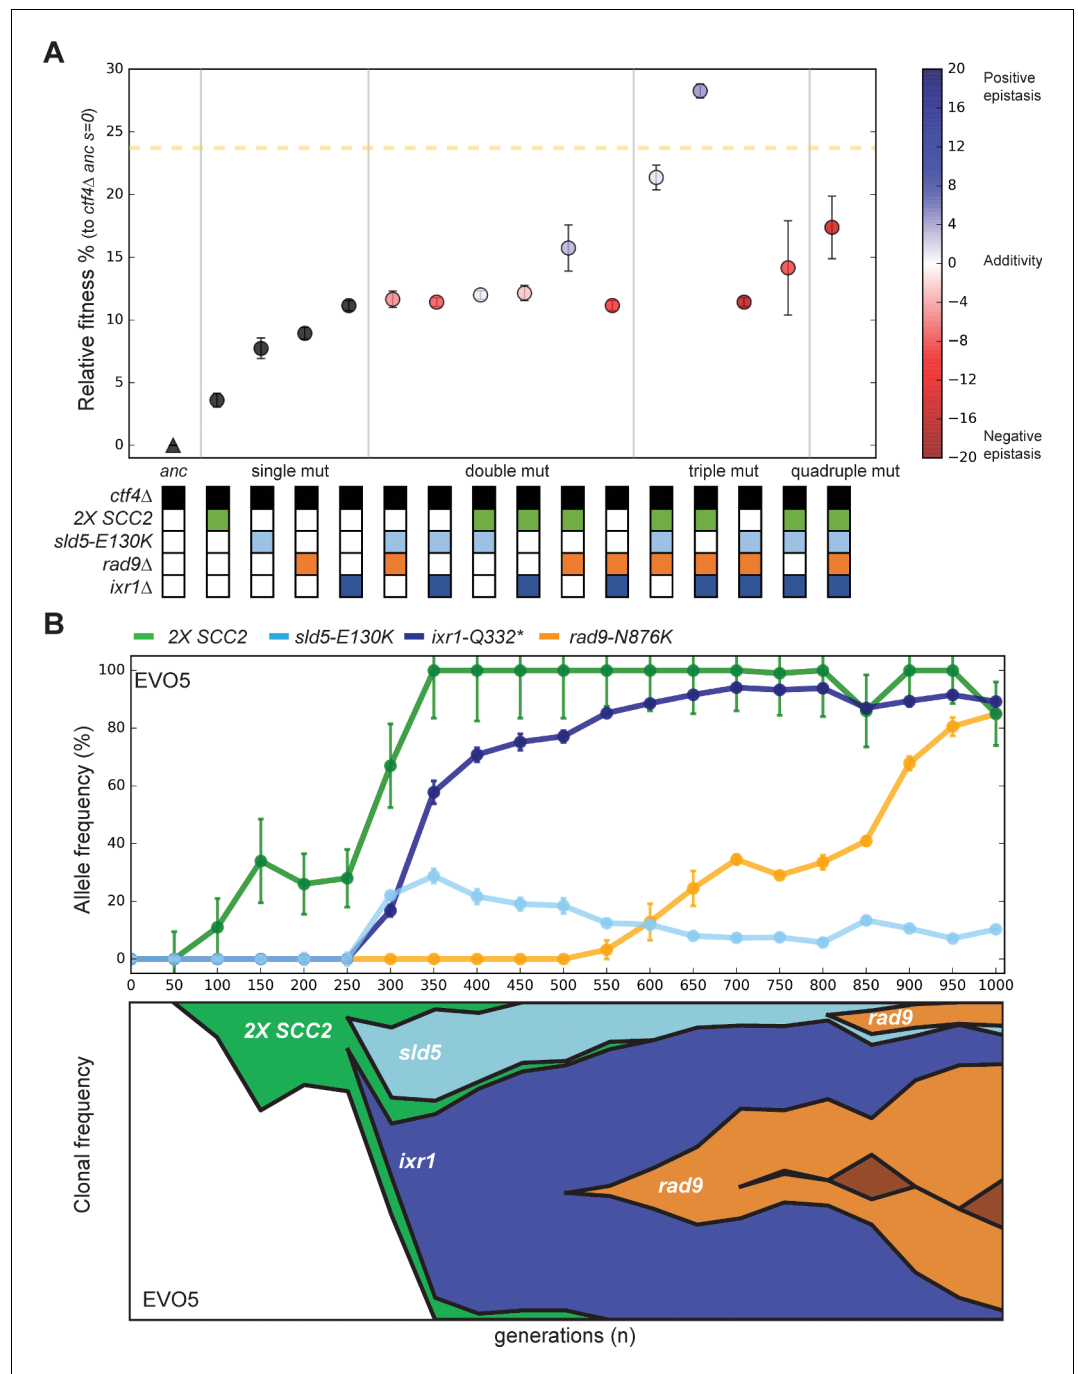 A
Relative fitness % (to ctf4Δ anc s=0)
30
25
20
15
10
5
0
20
16
12
8
4
0
−4
−8
−12
−16
−20
Positive
epistasis
Additivity
Negative
epistasis
anc
single mut
double mut
triple mut
quadruple mut
ctf4Δ
2X SCC2
sld5-E130K
rad9Δ
ixr1Δ
B
2X SCC2
sld5-E130K
ixr1-Q332*
rad9-N876K
EVO5
Allele frequency (%)
100
80
60
40
20
0
0 50 100 150 200 250 300 350 400 450 500 550 600 650 700 750 800 850 900 950 1000
Clonal frequency
2X SCC2
sld5
ixr1
rad9
rad9
EVO5
generations (n)